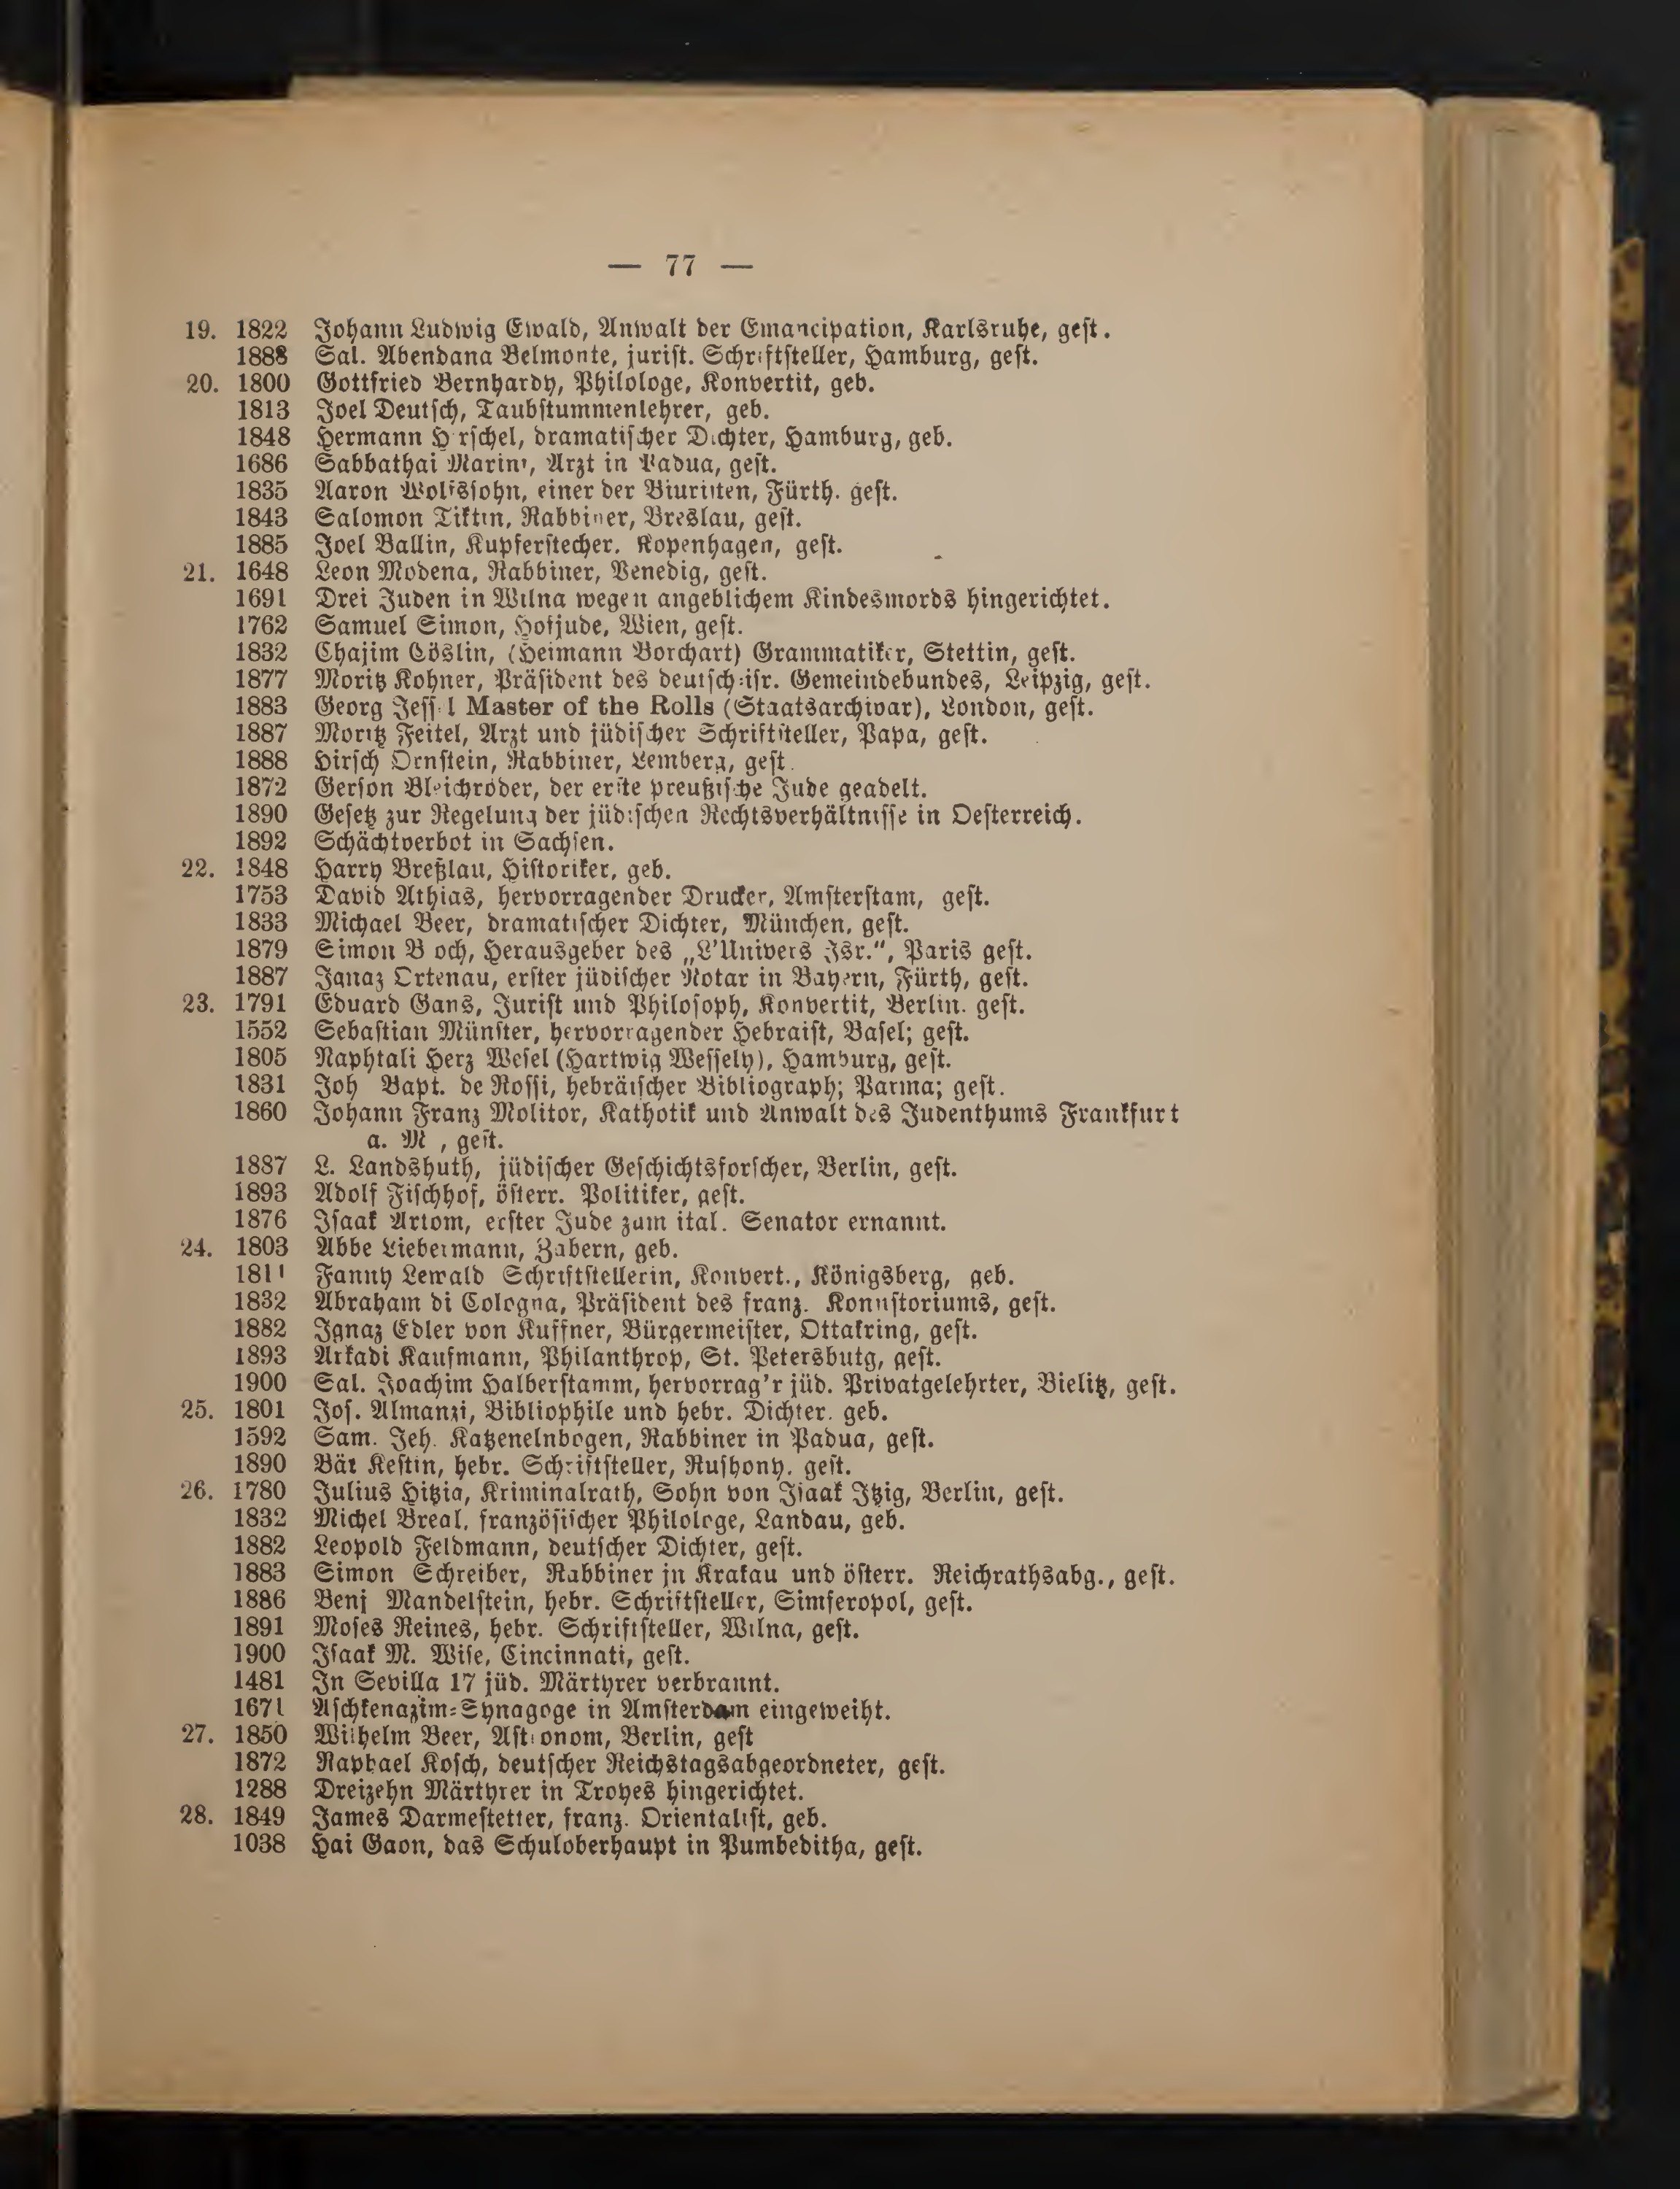 — 77 —
19. 1822 Johann Ludwig Ewald, Anwalt der Emancipation, Karlsruhe, gest.
1888 Sal. Abendana Belmonte, jurist. Schriftsteller, Hamburg, gest.
20. 1800 Gottfried Bernhardy, Philologe, Konvertit, geb.
1813 Joel Deutsch, Taubstummenlehrer, geb.
1848 Hermann H rschel, dramatischer Dichter, Hamburg, geb.
1686 Sabbathai Marini, Arzt in Padua, gest.
1835 Aaron Wolfssohn, einer der Biuristen, Fürth. gest.
1843 Salomon Tiktin, Rabbiner, Breslau, gest.
1885 Joel Ballin, Kupferstecher. Kopenhagen, gest.
21. 1648 Leon Modena, Rabbiner, Venedig, gest.
1691 Drei Juden in Wilna wegen angeblichem Kindesmords hingerichtet.
1762 Samuel Simon, Hofjude, Wien, gest.
1832 Chajim Cöslin, (Heimann Borchart) Grammatiker, Stettin, gest.
1877 Moritz Kohner, Präsident des deutsch-isr. Gemeindebundes, Leipzig, gest.
1883 Georg Jess l Master of the Rolls (Staatsarchivar), London, gest.
1887 Moritz Feitel, Arzt und jüdischer Schriftsteller, Papa, gest.
1888 Hirsch Ornstein, Rabbiner, Lemberg, gest.
1872 Gerson Bleichröder, der erste preußische Jude geadelt.
1890 Gesetz zur Regelung der jüdischen Rechtsverhältnisse in Oesterreich.
1892 Schächtverbot in Sachsen.
22. 1848 Harry Breßlau, Historiker, geb.
1753 David Athias, hervorragender Drucker, Amsterstam, gest.
1833 Michael Beer, dramatischer Dichter, München, gest.
1879 Simon B och, Herausgeber des „L'Univers Isr.", Paris gest.
1887 Ignaz Ortenau, erster jüdischer Notar in Bayern, Fürth, gest.
23. 1791 Eduard Gans, Jurist und Philosoph, Konvertit, Berlin. gest.
1552 Sebastian Münster, hervorragender Hebraist, Basel; gest.
1805 Naphtali Herz Wesel (Hartwig Wessely), Hamburg, gest.
1831 Joh Bapt. de Rossi, hebräischer Bibliograph; Parma; gest.
1860 Johann Franz Molitor, Kathotik und Anwalt des Judenthums Frankfurt
a. M , gest.
1887 L. Landshuth, jüdischer Geschichtsforscher, Berlin, gest.
1893 Adolf Fischhof, österr. Politiker, gest.
1876 Isaak Artom, erster Jude zum ital. Senator ernannt.
24. 1803 Abbe Liebermann, Zabern, geb.
1811 Fanny Lewald Schriftstellerin, Konvert., Königsberg, geb.
1832 Abraham di Cologna, Präsident des franz. Konsistoriums, gest.
1882 Ignaz Edler von Kuffner, Bürgermeister, Ottakring, gest.
1893 Arkadi Kaufmann, Philanthrop, St. Petersbutg, gest.
1900 Sal. Joachim Halberstamm, hervorrag'r jüd. Privatgelehrter, Bielitz, gest.
25. 1801 Jos. Almanzi, Bibliophile und hebr. Dichter. geb.
1592 Sam. Jeh. Katzenelnbogen, Rabbiner in Padua, gest.
1890 Bär Kestin, hebr. Schriftsteller, Rushony. gest.
26. 1780 Julius Hitzig, Kriminalrath, Sohn von Isaak Itzig, Berlin, gest.
1832 Michel Breal, französischer Philologe, Landau, geb.
1882 Leopold Feldmann, deutscher Dichter, gest.
1883 Simon Schreiber, Rabbiner in Krakau und österr. Reichrathsabg., gest.
1886 Benj Mandelstein, hebr. Schriftsteller, Simferopol, gest.
1891 Moses Reines, hebr. Schriftsteller, Wilna, gest.
1900 Isaak M. Wise, Cincinnati, gest.
1481 In Sevilla 17 jüd. Märtyrer verbrannt.
1671 Aschkenazim-Synagoge in Amsterdam eingeweiht.
27. 1850 Wilhelm Beer, Astronom, Berlin, gest
1872 Raphael Kosch, deutscher Reichstagsabgeordneter, gest.
1288 Dreizehn Märtyrer in Troyes hingerichtet.
28. 1849 James Darmestetter, franz. Orientalist, geb.
1038 Hai Gaon, das Schuloberhaupt in Pumbeditha, gest.